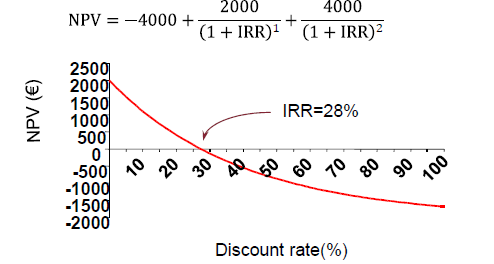 NPV = −4000 + 2000/(1 + IRR)¹ + 4000/(1 + IRR)²
2500
2000
1500
1000
500
0
-500
-1000
-1500
-2000
NPV (€)
IRR=28%
10 20 30 40 50 60 70 80 90 100
Discount rate(%)